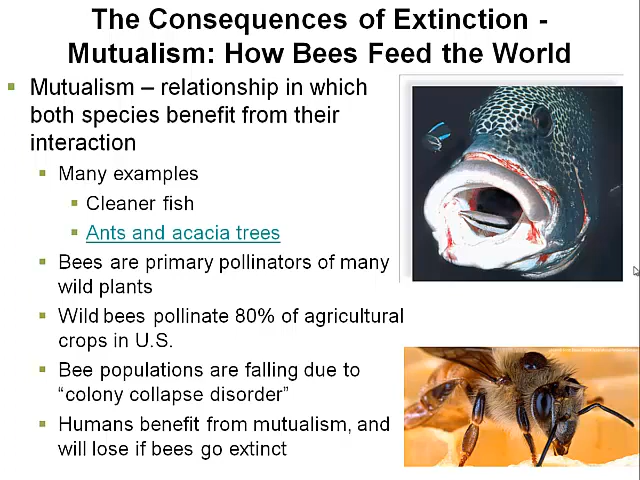 The Consequences of Extinction -
Mutualism: How Bees Feed the World
Mutualism – relationship in which
both species benefit from their
interaction
Many examples
Cleaner fish
Ants and acacia trees
Bees are primary pollinators of many
wild plants
Wild bees pollinate 80% of agricultural
crops in U.S.
Bee populations are falling due to
“colony collapse disorder”
Humans benefit from mutualism, and
will lose if bees go extinct